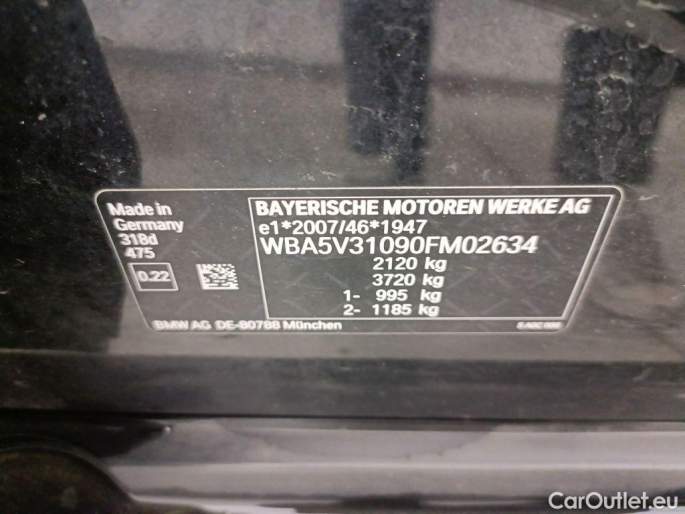 Made in
Germany
318d
475
0.22
BAYERISCHE MOTOREN WERKE AG
e1*2007/46*1947
WBA5V31090FM02634
2120 kg
3720 kg
1- 995 kg
2- 1185 kg
BMW AG DE-80788 München
CarOutlet.eu